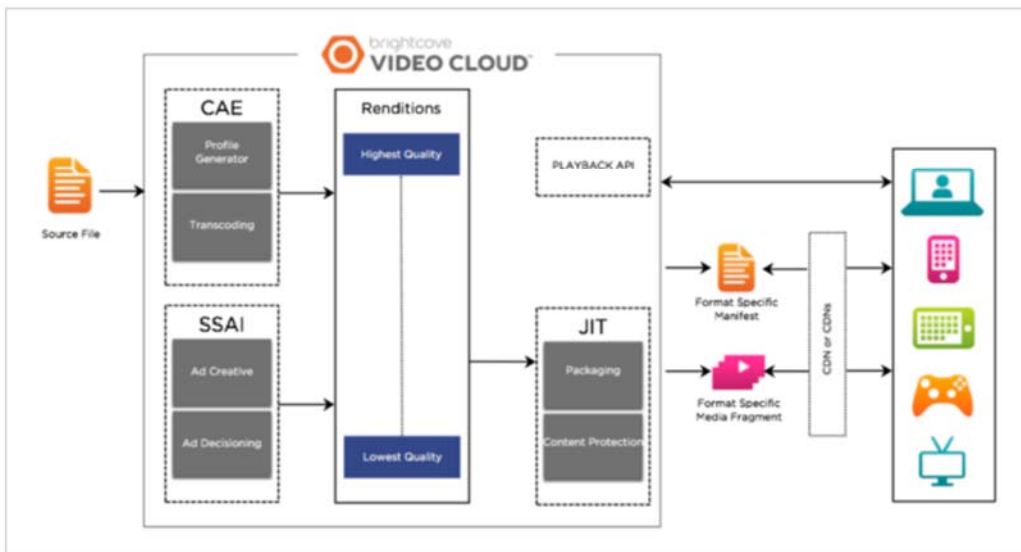 brightcove
VIDEO CLOUD™
CAE
Profile
Generator
Transcoding
Source File
SSAI
Ad Creative
Ad Decisioning
Renditions
Highest Quality
Lowest Quality
PLAYBACK API
JIT
Packaging
Content Protection
Format Specific
Manifest
Format Specific
Media Fragment
CDN or CDNs